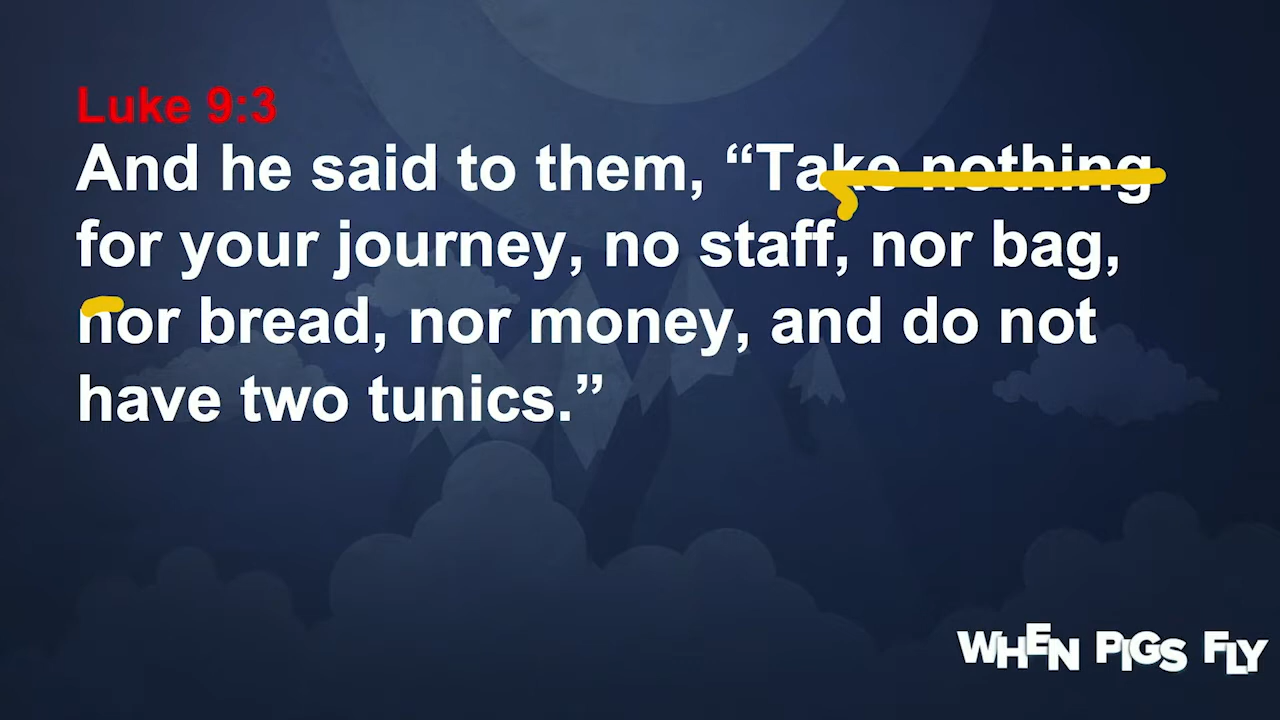 Luke 9:3
And he said to them, “Take nothing
for your journey, no staff, nor bag,
nor bread, nor money, and do not
have two tunics.”
WHEN PIGS FLY